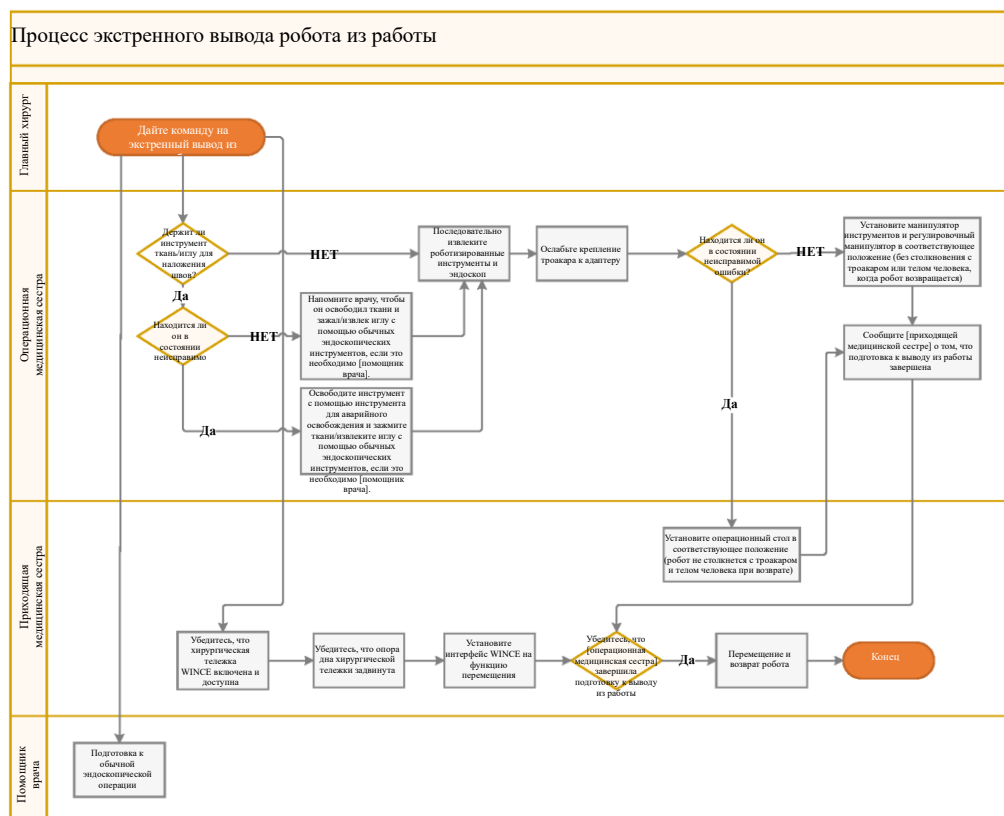 Процесс экстренного вывода робота из работы
Главный хирург
Дайте команду на
экстренный вывод из
Операционная
медицинская сестра
Держит ли
инструмент
ткань/иглу для
наложения
швов?
НЕТ
Да
Находится ли
он в
состоянии
неисправимо
НЕТ
Да
Напомните врачу, чтобы
он освободил ткани и
зажал/извлек иглу с
помощью обычных
эндоскопических
инструментов, если это
необходимо [помощник
врача].
Освободите инструмент
с помощью инструмента
для аварийного
освобождения и зажмите
ткани/извлеките иглу с
помощью обычных
эндоскопических
инструментов, если это
необходимо [помощник
врача].
Последовательно
извлеките
роботизированные
инструменты и
эндоскоп
Ослабьте крепление
троакара к адаптеру
Находится ли он
в состоянии
неисправимой
ошибки?
НЕТ
Да
Установите манипулятор
инструментов и регулировочный
манипулятор в соответствующее
положение (без столкновения с
троакаром или телом человека,
когда робот возвращается)
Сообщите [приходящей
медицинской сестре] о том, что
подготовка к выводу из работы
завершена
Приходящая
медицинская сестра
Установите операционный стол в
соответствующее положение
(робот не столкнется с троакаром
и телом человека при возврате)
Убедитесь, что
хирургическая
тележка
WINCE включена и
доступна
Убедитесь, что опора
дна хирургической
тележки задвинута
Установите
интерфейс WINCE на
функцию
перемещения
Убедитесь, что
[операционная
медицинская сестра]
завершила
подготовку к выводу
из работы
Да
Перемещение и
возврат робота
Конец
Помощник
врача
Подготовка к
обычной
эндоскопической
операции